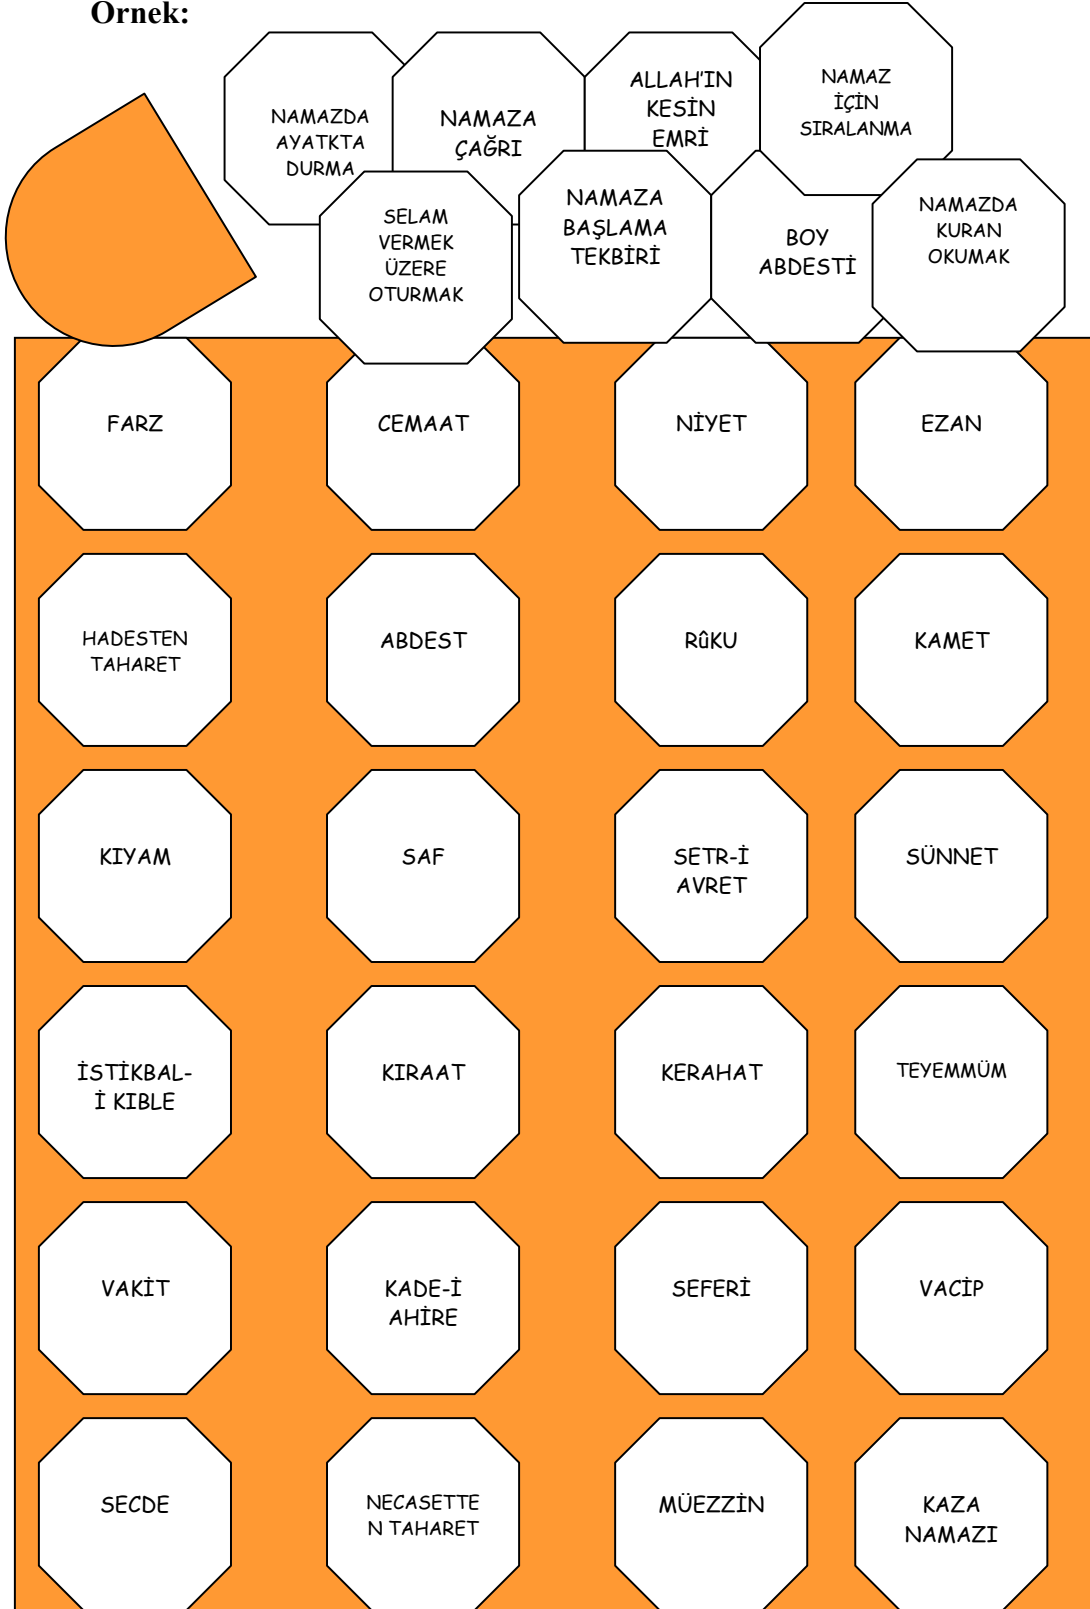 Örnek:
NAMAZDA
AYATKTA
DURMA
NAMAZA
ÇAĞRI
ALLAH'IN
KESİN
EMRİ
NAMAZ
İÇİN
SIRALANMA
SELAM
VERMEK
ÜZERE
OTURMAK
NAMAZA
BAŞLAMA
TEKBİRİ
BOY
ABDESTİ
NAMAZDA
KURAN
OKUMAK
FARZ
CEMAAT
NİYET
EZAN
HADESTEN
TAHARET
ABDEST
RûKU
KAMET
KIYAM
SAF
SETR-İ
AVRET
SÜNNET
İSTİKBAL-
İ KIBLE
KIRAAT
KERAHAT
TEYEMMÜM
VAKİT
KADE-İ
AHİRE
SEFERİ
VACİP
SECDE
NECASETTE
N TAHARET
MÜEZZİN
KAZA
NAMAZI